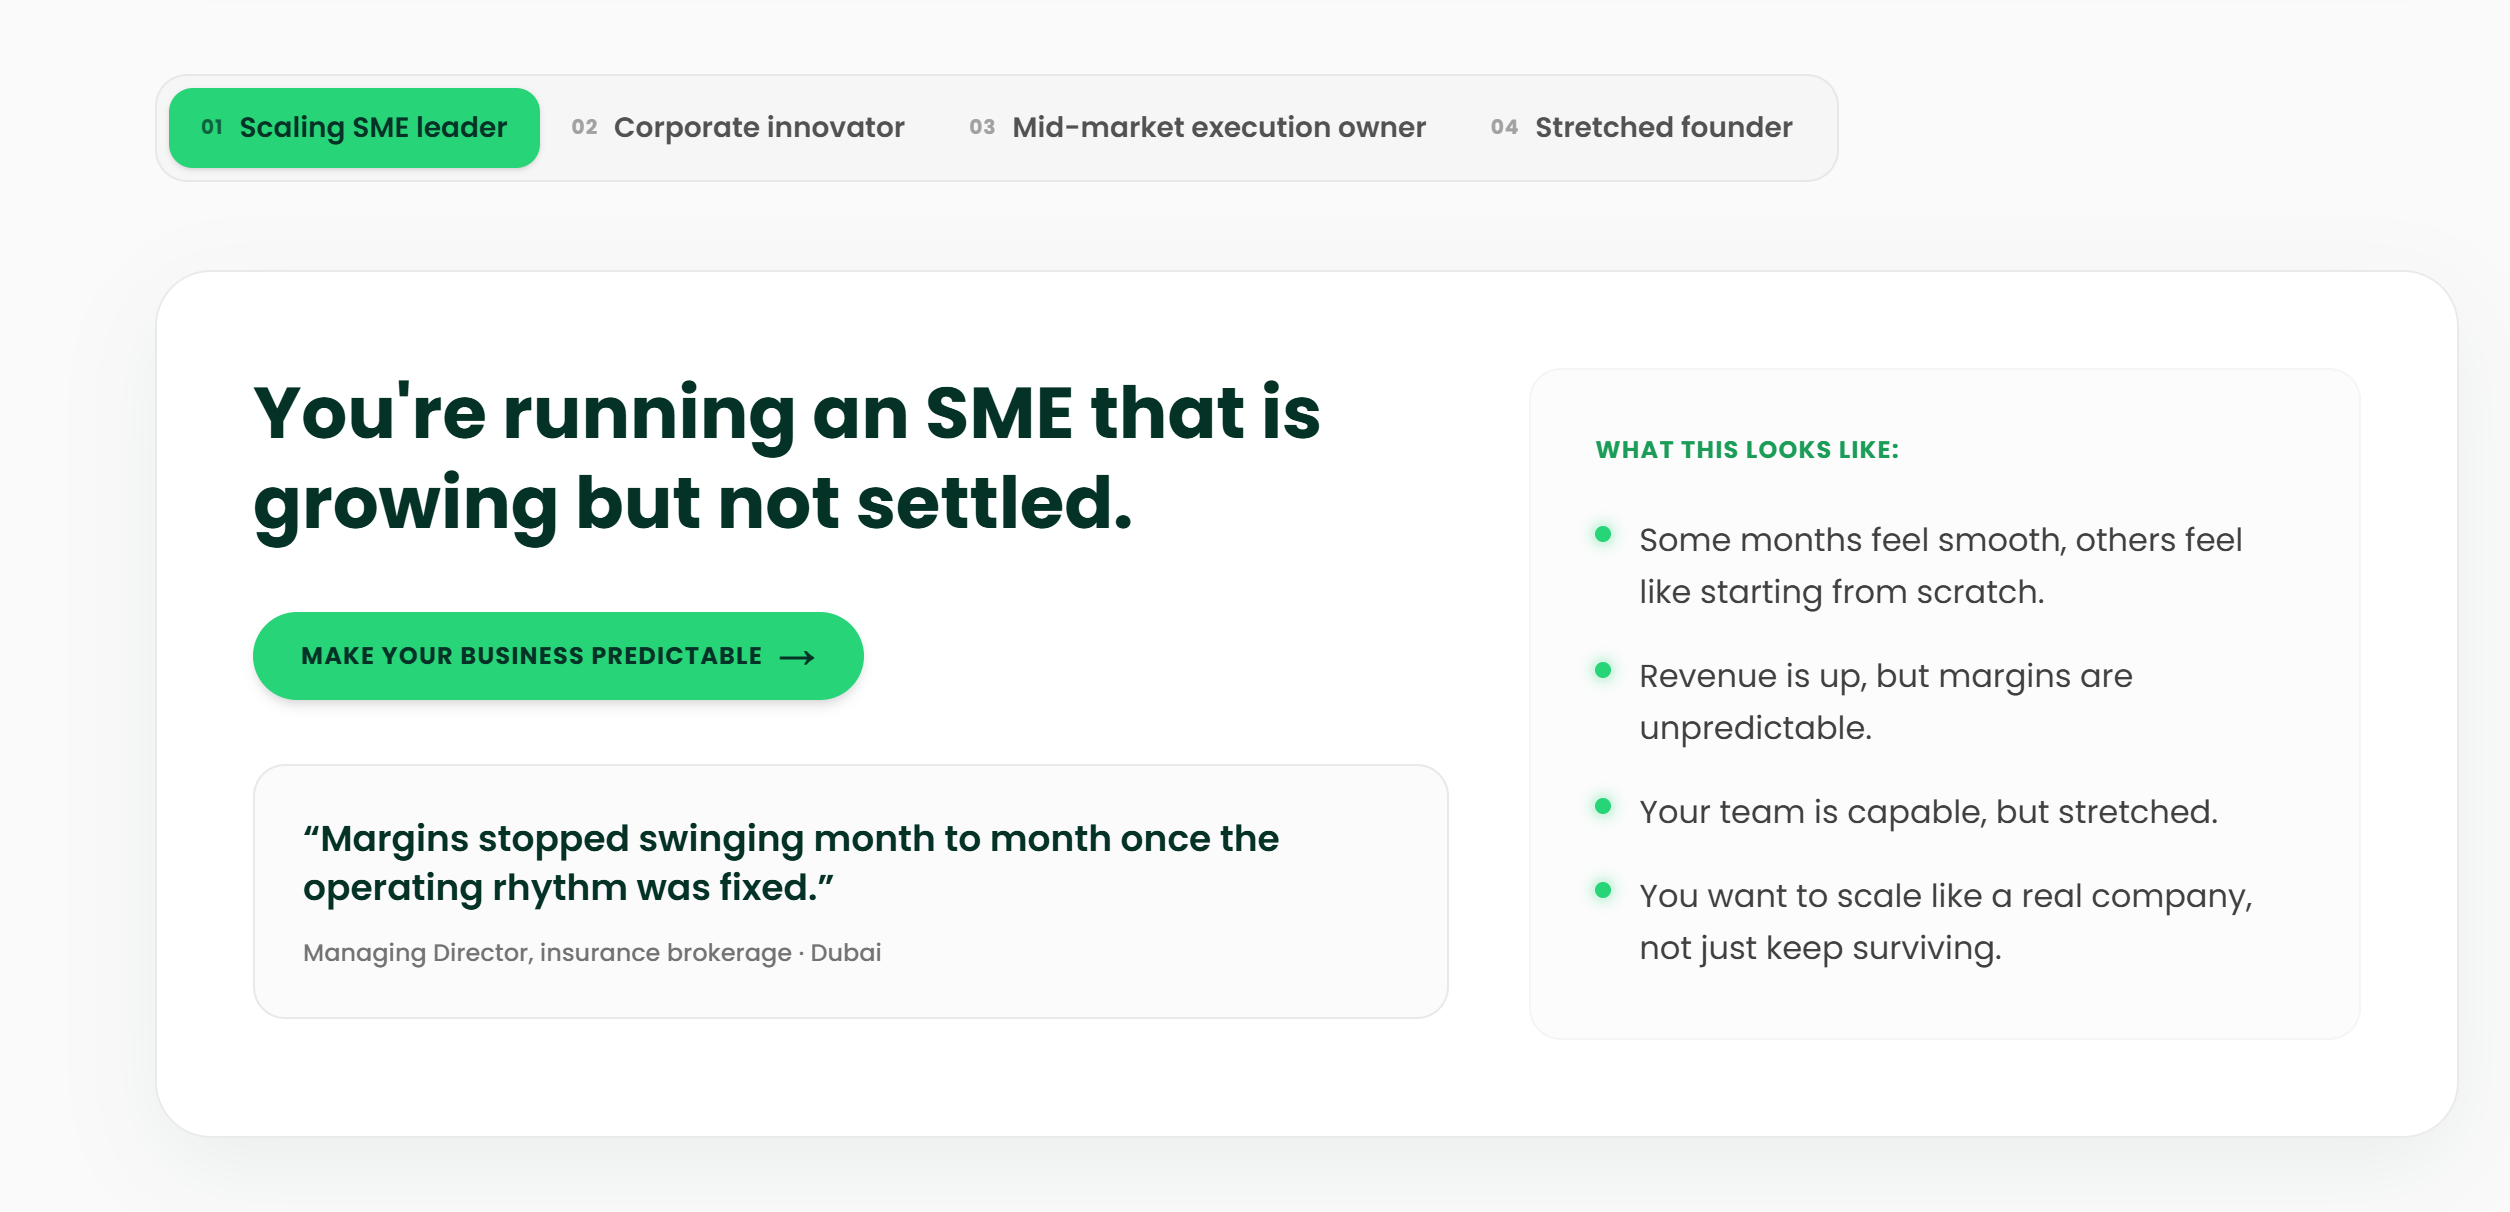 01 Scaling SME leader
02 Corporate innovator
03 Mid-market execution owner
04 Stretched founder
You're running an SME that is
growing but not settled.
MAKE YOUR BUSINESS PREDICTABLE →
“Margins stopped swinging month to month once the
operating rhythm was fixed.”
Managing Director, insurance brokerage · Dubai
WHAT THIS LOOKS LIKE:
Some months feel smooth, others feel
like starting from scratch.
Revenue is up, but margins are
unpredictable.
Your team is capable, but stretched.
You want to scale like a real company,
not just keep surviving.